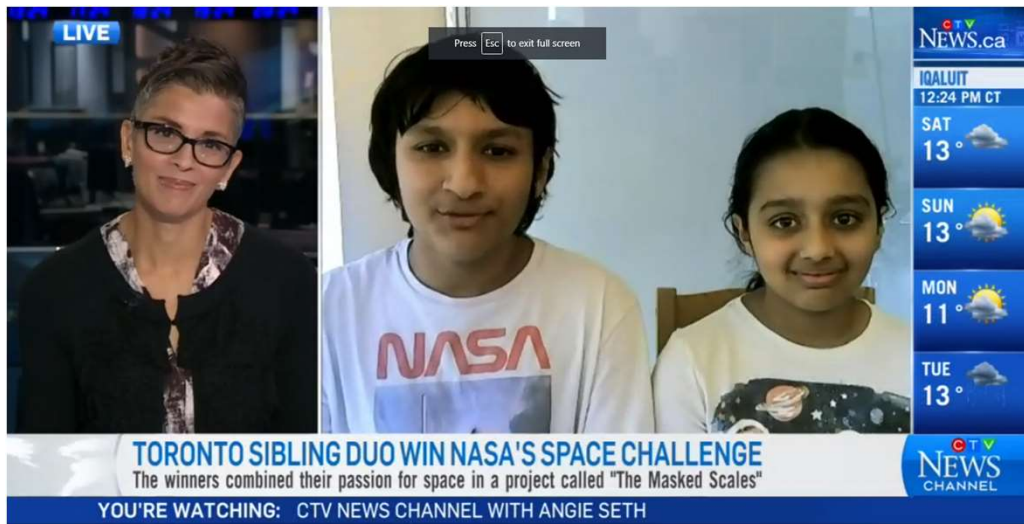 LIVE
Press Esc to exit full screen
CTV
NEWS.ca
IQALUIT
12:24 PM CT
SAT
13°
SUN
13°
MON
11°
TUE
13°
NASA
TORONTO SIBLING DUO WIN NASA'S SPACE CHALLENGE
The winners combined their passion for space in a project called "The Masked Scales"
CTV
NEWS
CHANNEL
YOU'RE WATCHING: CTV NEWS CHANNEL WITH ANGIE SETH